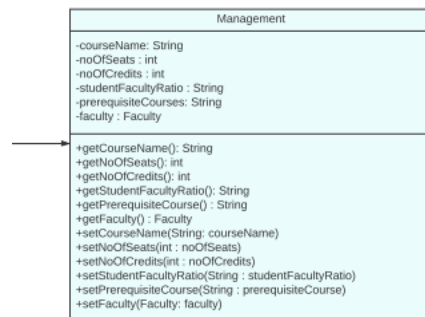 Management
-courseName: String
-noOfSeats : int
-noOfCredits : int
-studentFacultyRatio : String
-prerequisiteCourses: String
-faculty : Faculty
+getCourseName(): String
+getNoOfSeats(): int
+getNoOfCredits(): int
+getStudentFacultyRatio(): String
+getPrerequisiteCourse() : String
+getFaculty() : Faculty
+setCourseName(String: courseName)
+setNoOfSeats(int : noOfSeats)
+setNoOfCredits(int : noOfCredits)
+setStudentFacultyRatio(String : studentFacultyRatio)
+setPrerequisiteCourse(String : prerequisiteCourse)
+setFaculty(Faculty: faculty)